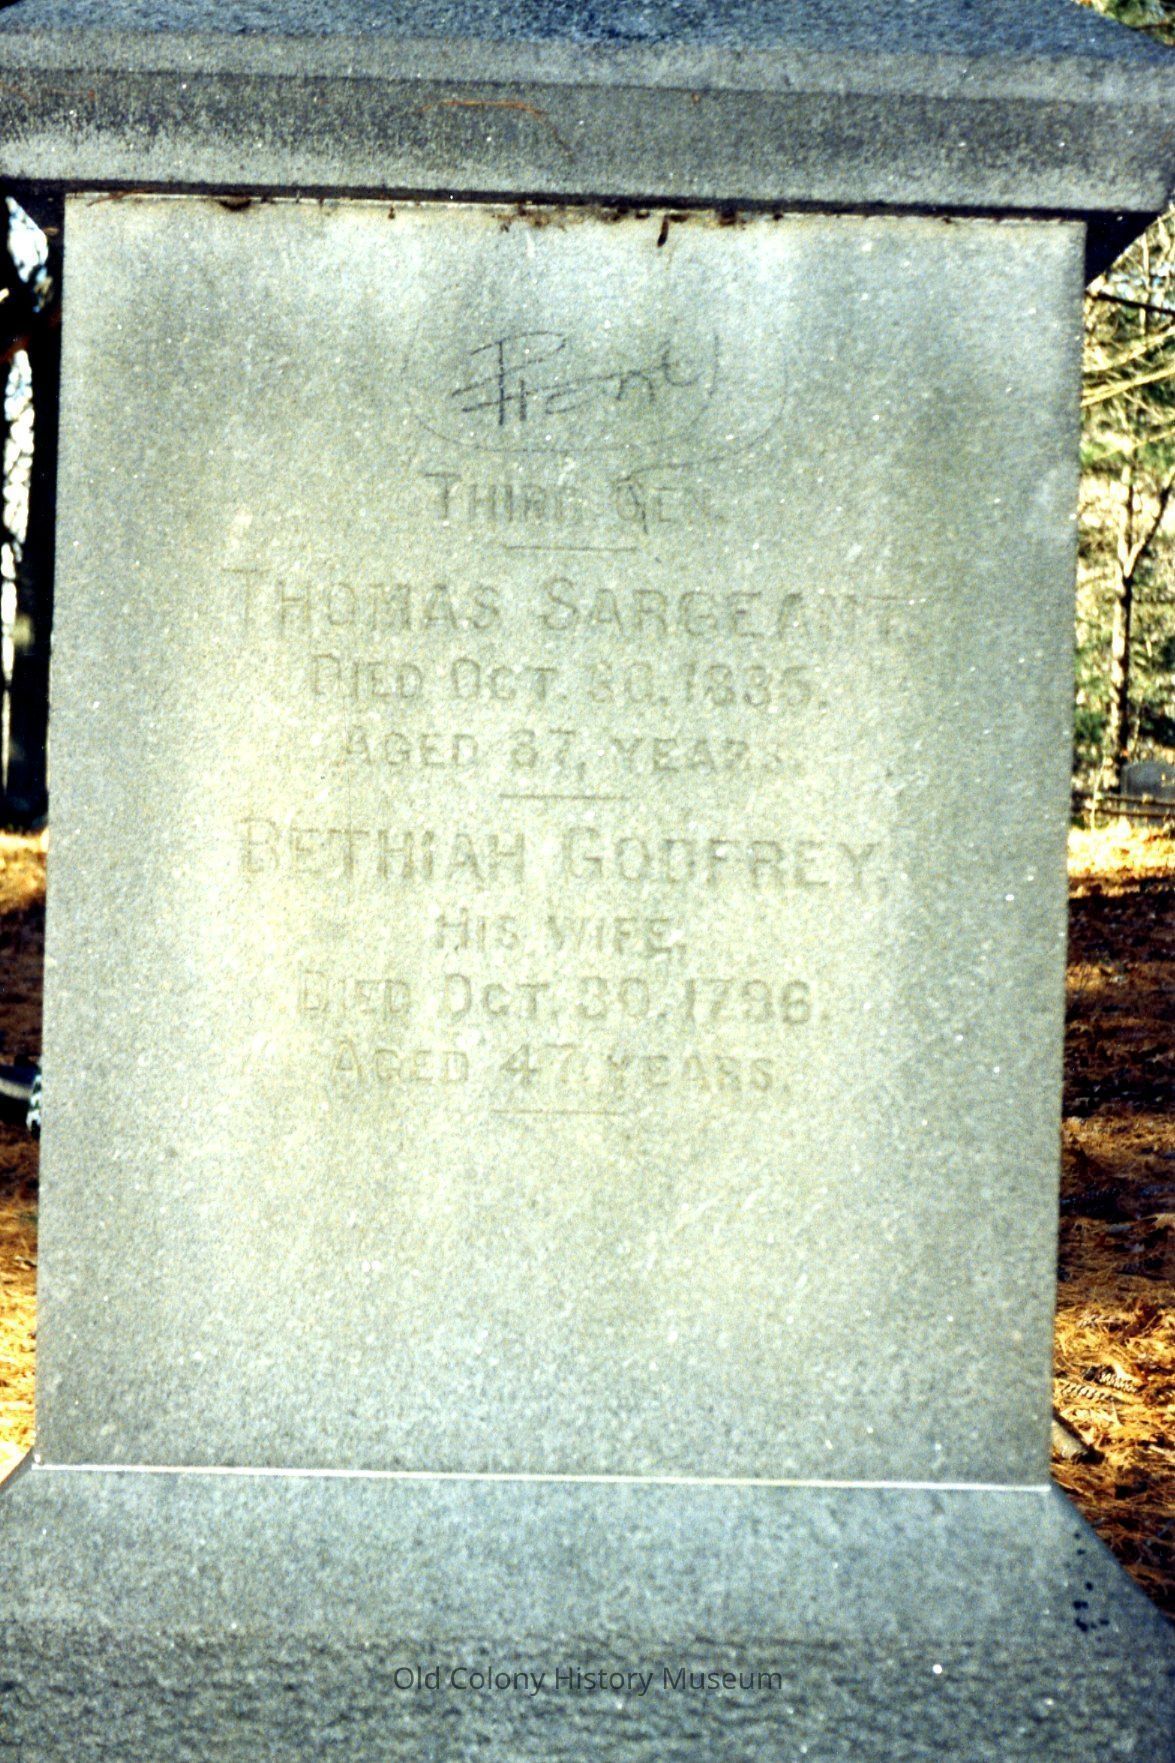 Front
THIRD GEN.
THOMAS SARGEANT,
DIED OCT. 30, 1835.
AGED 87, YEARS.
BETHIAH GODFREY,
HIS WIFE,
DIED OCT. 30, 1796.
AGED 47 YEARS.
Old Colony History Museum